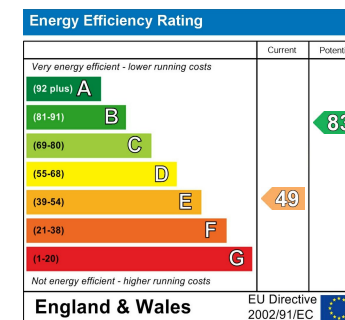 Energy Efficiency Rating
Current Potenti
Very energy efficient - lower running costs
(92 plus) A
(81-91) B
83
(69-80) C
(55-68) D
(39-54) E 49
(21-38) F
(1-20) G
Not energy efficient - higher running costs
England & Wales
EU Directive
2002/91/EC